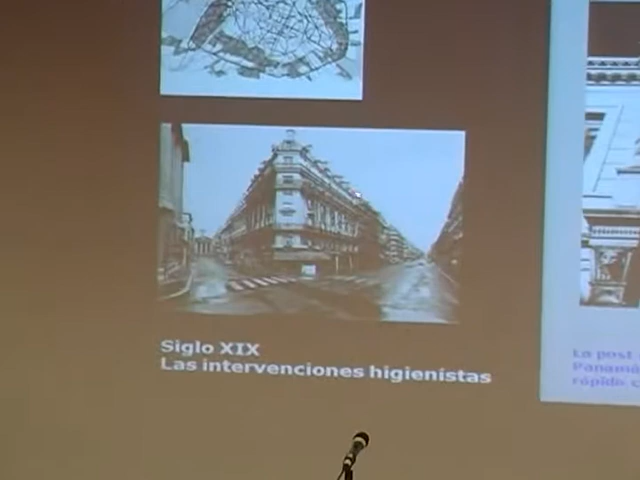 Siglo XIX
Las intervenciones higienistas
La post
Panamá
rápido